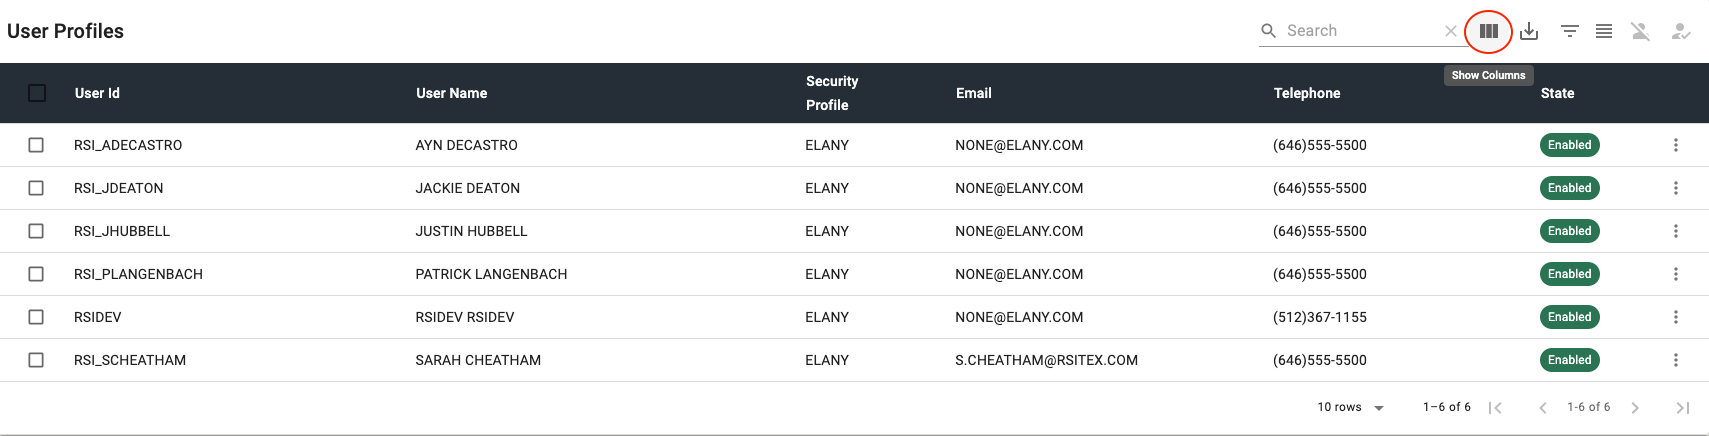 User Profiles
Search
Show Columns
User Id User Name Security Profile Email Telephone State
RSI_ADECASTRO AYN DECASTRO ELANY NONE@ELANY.COM (646)555-5500 Enabled
RSI_JDEATON JACKIE DEATON ELANY NONE@ELANY.COM (646)555-5500 Enabled
RSI_JHUBBELL JUSTIN HUBBELL ELANY NONE@ELANY.COM (646)555-5500 Enabled
RSI_PLANGENBACH PATRICK LANGENBACH ELANY NONE@ELANY.COM (646)555-5500 Enabled
RSIDEV RSIDEV RSIDEV ELANY NONE@ELANY.COM (512)367-1155 Enabled
RSI_SCHEATHAM SARAH CHEATHAM ELANY S.CHEATHAM@RSITEX.COM (646)555-5500 Enabled
10 rows 1–6 of 6 1-6 of 6